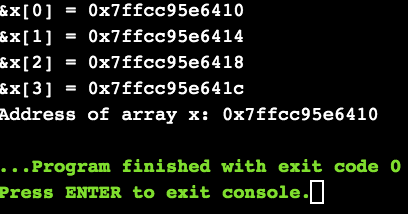 &x[0] = 0x7ffcc95e6410
&x[1] = 0x7ffcc95e6414
&x[2] = 0x7ffcc95e6418
&x[3] = 0x7ffcc95e641c
Address of array x: 0x7ffcc95e6410
...Program finished with exit code 0
Press ENTER to exit console.